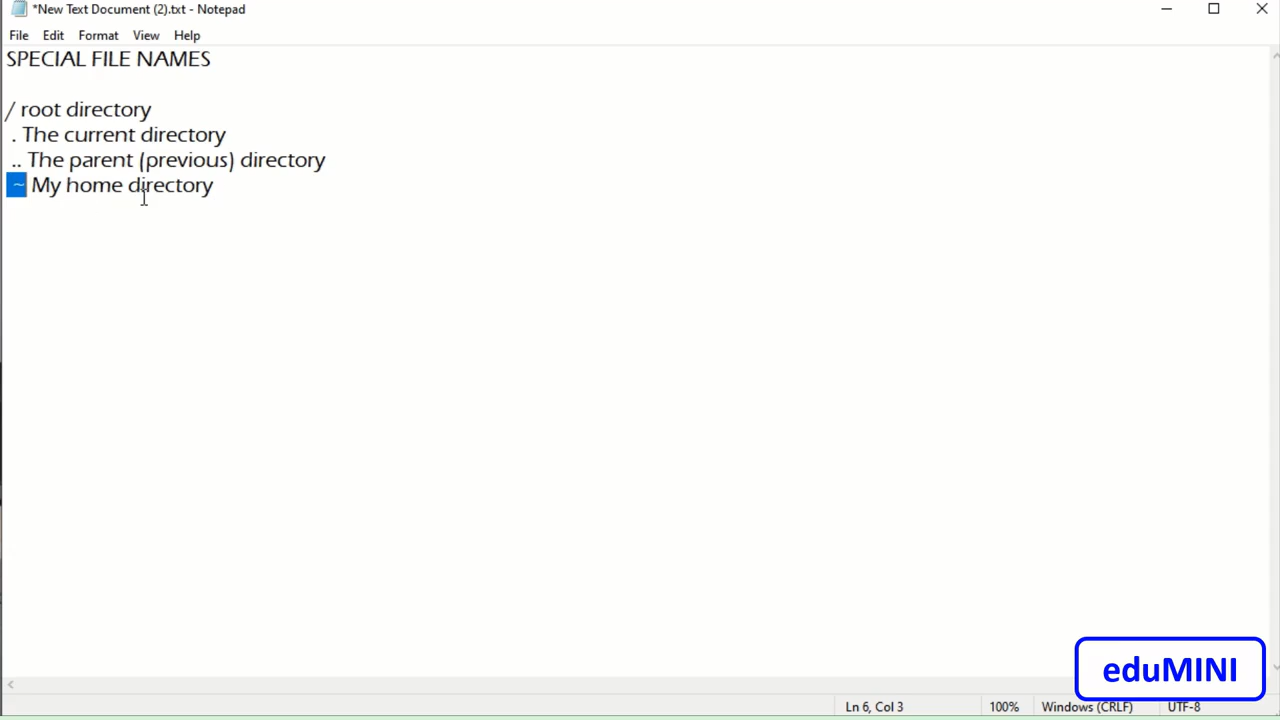 *New Text Document (2).txt - Notepad
File Edit Format View Help
SPECIAL FILE NAMES
/ root directory
. The current directory
.. The parent (previous) directory
~ My home directory
eduMINI
Ln 6, Col 3 100% Windows (CRLF) UTF-8